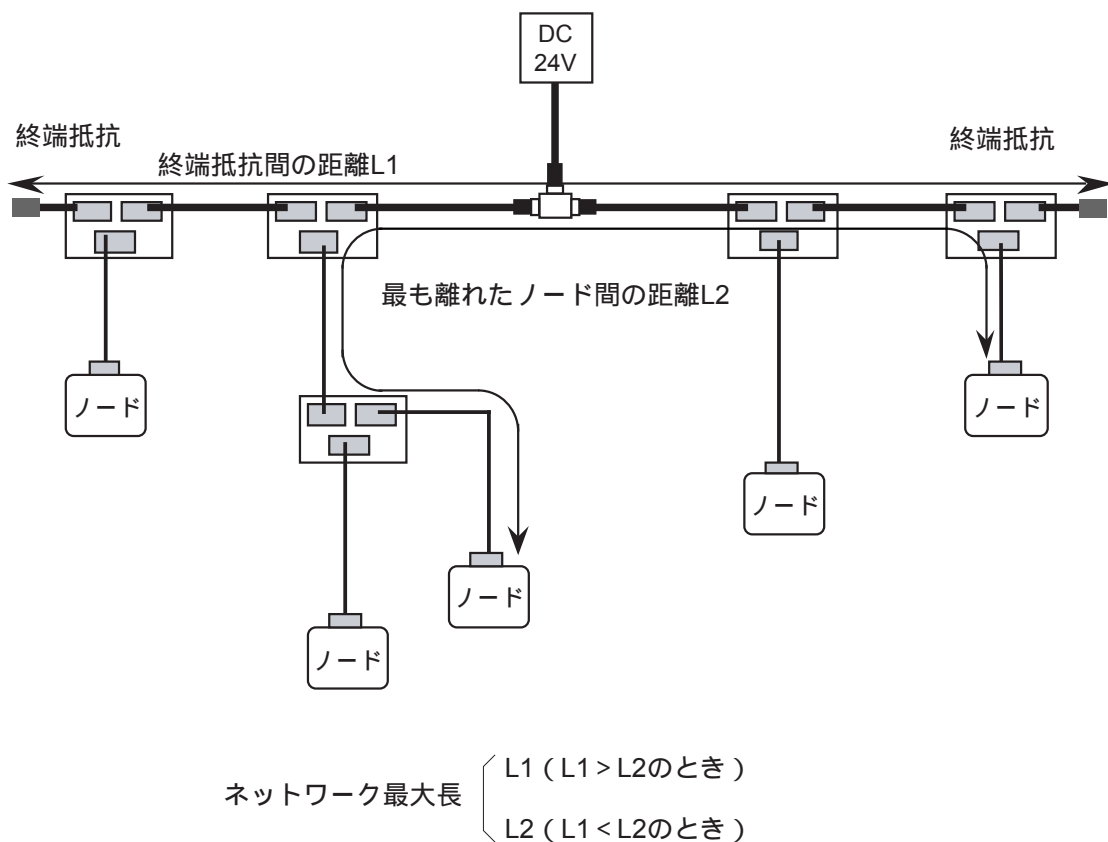 DC
24V
終端抵抗
終端抵抗
終端抵抗間の距離L1
最も離れたノード間の距離L2
ノード
ノード
ノード
ノード
ノード
ネットワーク最大長
L1 ( L1 > L2のとき )
L2 ( L1 < L2のとき )